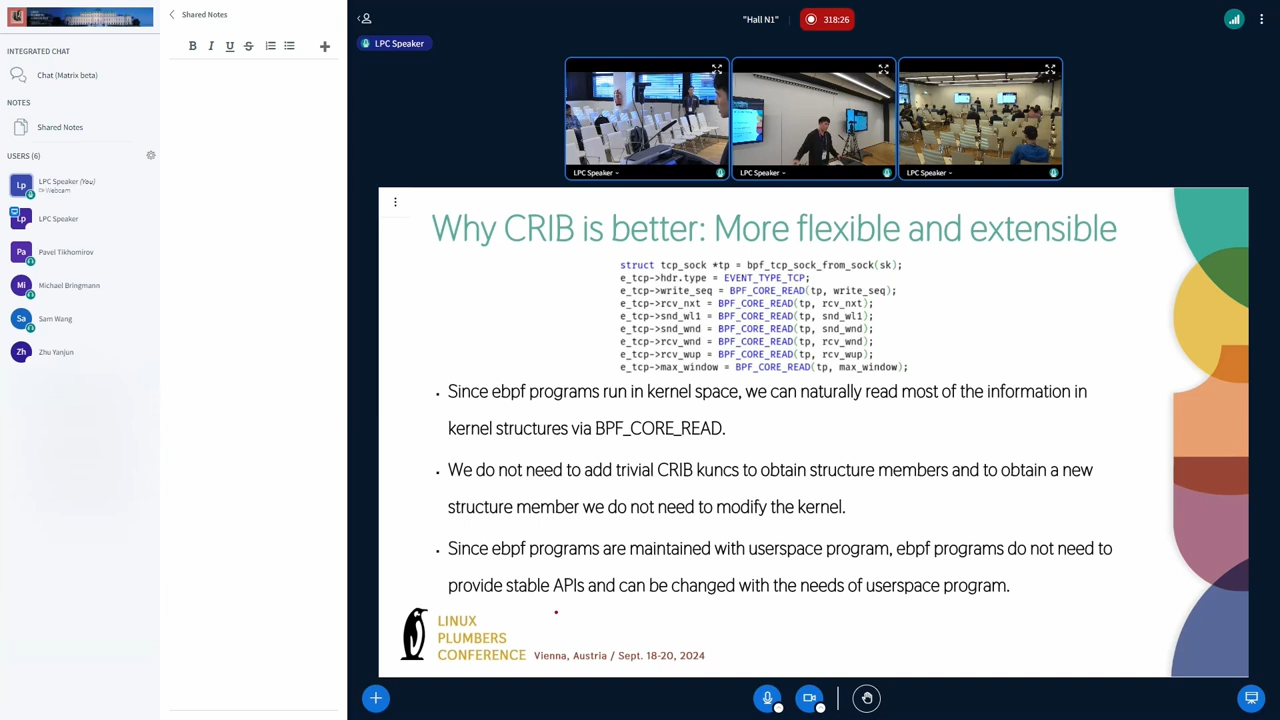 INTEGRATED CHAT
Chat (Matrix beta)
NOTES
Shared Notes
USERS (6)
Lp
LPC Speaker (You)
Webcam
LPC Speaker
Pa
Pavel Tikhomirov
Mi
Michael Bringmann
Sa
Sam Wang
Zh
Zhu Yanjun
Shared Notes
B I U S
"Hall N1"
318:26
LPC Speaker
LPC Speaker
LPC Speaker
LPC Speaker
Why CRIB is better: More flexible and extensible
struct tcp_sock *tp = bpf_tcp_sock_from_sock(sk);
e_tcp->hdr.type = EVENT_TYPE_TCP;
e_tcp->write_seq = BPF_CORE_READ(tp, write_seq);
e_tcp->rcv_nxt = BPF_CORE_READ(tp, rcv_nxt);
e_tcp->snd_wl1 = BPF_CORE_READ(tp, snd_wl1);
e_tcp->snd_wnd = BPF_CORE_READ(tp, snd_wnd);
e_tcp->rcv_wnd = BPF_CORE_READ(tp, rcv_wnd);
e_tcp->rcv_wup = BPF_CORE_READ(tp, rcv_wup);
e_tcp->max_window = BPF_CORE_READ(tp, max_window);
▪ Since ebpf programs run in kernel space, we can naturally read most of the information in
kernel structures via BPF_CORE_READ.
▪ We do not need to add trivial CRIB kuncs to obtain structure members and to obtain a new
structure member we do not need to modify the kernel.
▪ Since ebpf programs are maintained with userspace program, ebpf programs do not need to
provide stable APIs and can be changed with the needs of userspace program.
LINUX
PLUMBERS
CONFERENCE Vienna, Austria / Sept. 18-20, 2024